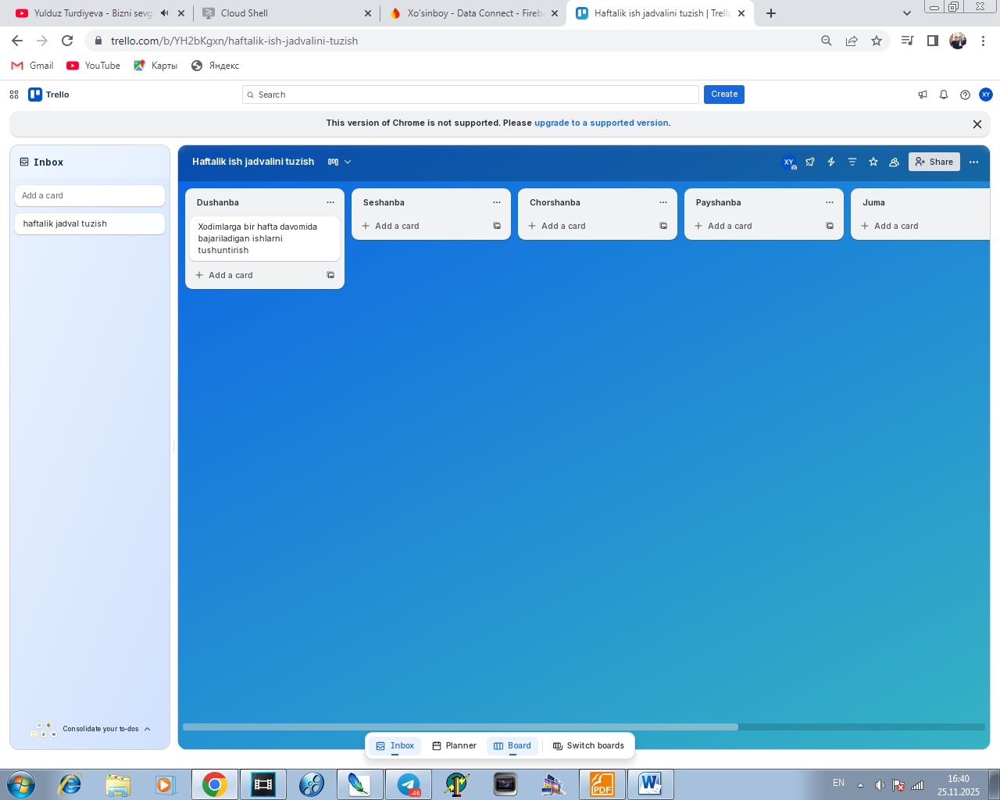 Yulduz Turdiyeva - Bizni sevg
Cloud Shell
Xo'sinboy - Data Connect - Fireba
Haftalik ish jadvalini tuzish | Trello
trello.com/b/YH2bKgxn/haftalik-ish-jadvalini-tuzish
Gmail
YouTube
Карты
Яндекс
Trello
Search
Create
XY
This version of Chrome is not supported. Please upgrade to a supported version.
Inbox
Add a card
haftalik jadval tuzish
Consolidate your to-dos
Haftalik ish jadvalini tuzish
XY
Share
Dushanba
Xodimlarga bir hafta davomida
bajariladigan ishlarni
tushuntirish
Add a card
Seshanba
Add a card
Chorshanba
Add a card
Payshanba
Add a card
Juma
Add a card
Inbox
Planner
Board
Switch boards
.46
PDF
W
EN
16:40
25.11.2025